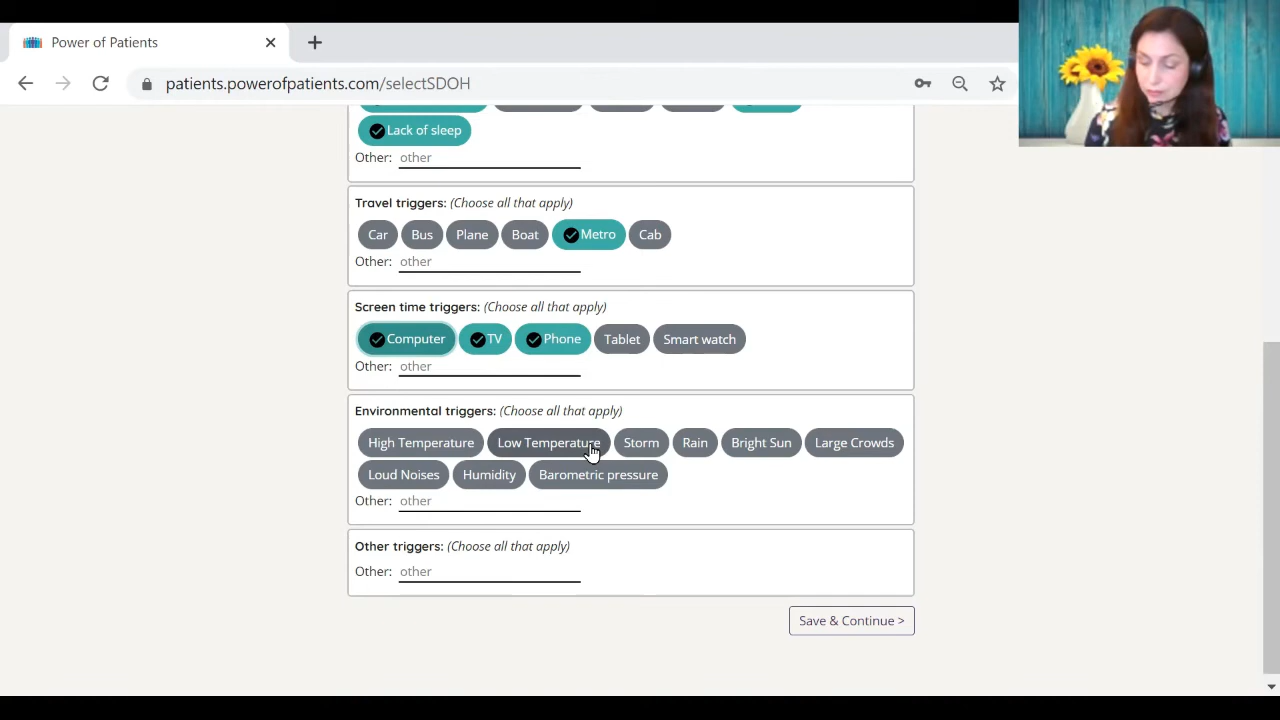 Power of Patients
patients.powerofpatients.com/selectSDOH
Lack of sleep
Other: other
Travel triggers: (Choose all that apply)
Car Bus Plane Boat Metro Cab
Other: other
Screen time triggers: (Choose all that apply)
Computer TV Phone Tablet Smart watch
Other: other
Environmental triggers: (Choose all that apply)
High Temperature Low Temperature Storm Rain Bright Sun Large Crowds
Loud Noises Humidity Barometric pressure
Other: other
Other triggers: (Choose all that apply)
Other: other
Save & Continue >